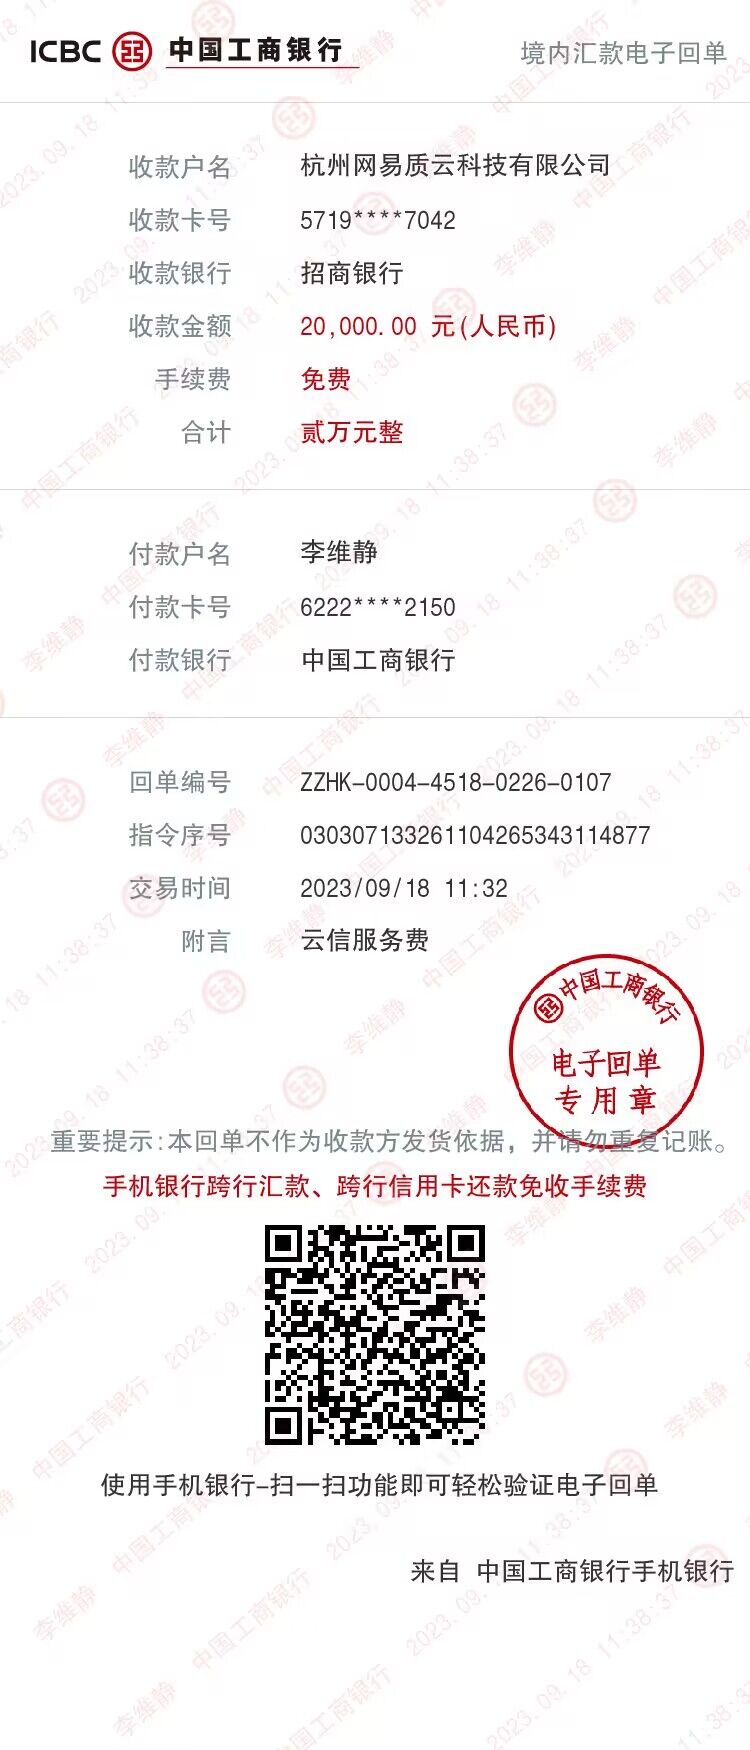 ICBC 中国工商银行
境内汇款电子回单
收款户名 杭州网易质云科技有限公司
收款卡号 5719****7042
收款银行 招商银行
收款金额 20,000.00 元(人民币)
手续费 免费
合计 贰万元整
付款户名 李维静
付款卡号 6222****2150
付款银行 中国工商银行
回单编号 ZZHK-0004-4518-0226-0107
指令序号 030307133261104265343114877
交易时间 2023/09/18 11:32
附言 云信服务费
中国工商银行
电子回单
专用章
重要提示:本回单不作为收款方发货依据，并请勿重复记账。
手机银行跨行汇款、跨行信用卡还款免收手续费
使用手机银行-扫一扫功能即可轻松验证电子回单
来自 中国工商银行手机银行
李维静 中国工商银行 2023.09.18 11:38:37